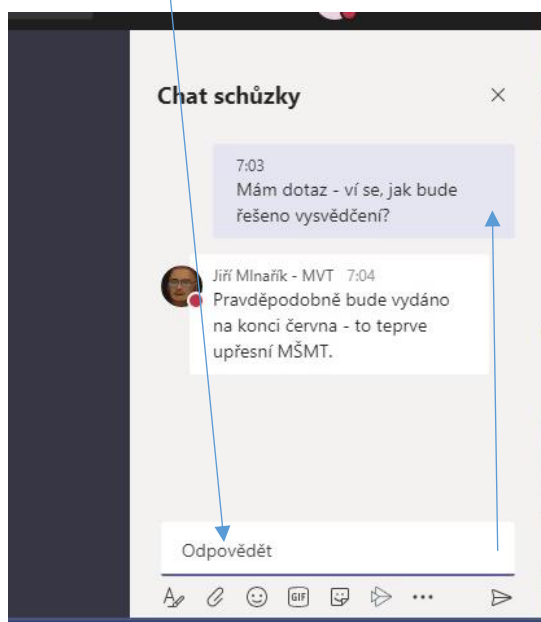 Chat schůzky
7:03
Mám dotaz - ví se, jak bude
řešeno vysvědčení?
Jiří Mlnařík - MVT 7:04
Pravděpodobně bude vydáno
na konci června - to teprve
upřesní MŠMT.
Odpovědět
GIF